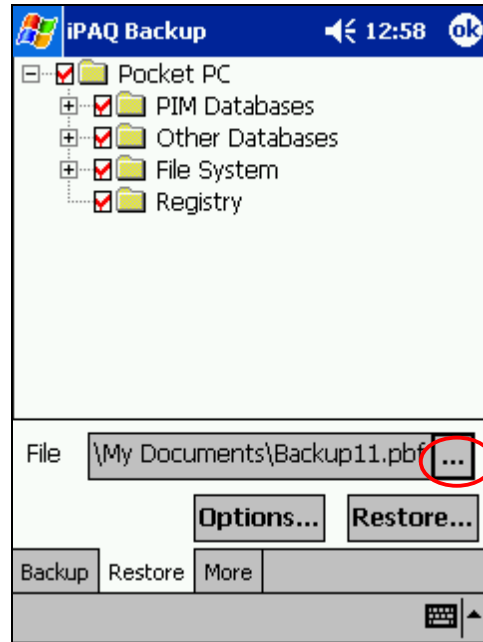 iPAQ Backup 12:58 ok
Pocket PC
PIM Databases
Other Databases
File System
Registry
File \My Documents\Backup11.pbf ...
Options... Restore...
Backup Restore More